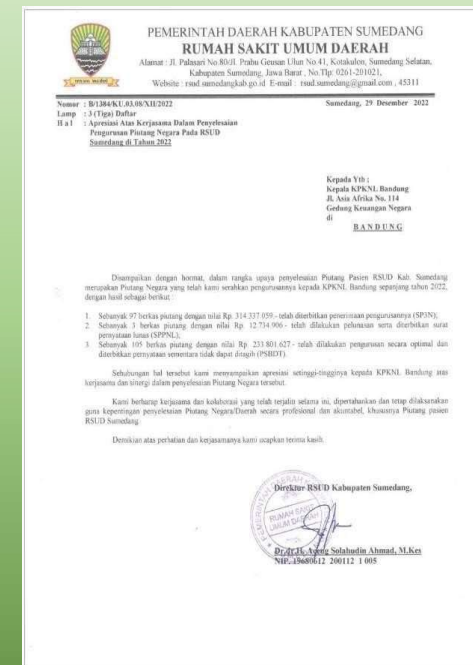 PEMERINTAH DAERAH KABUPATEN SUMEDANG
RUMAH SAKIT UMUM DAERAH
Alamat : Jl. Palasari No.80/Jl. Prabu Geusan Ulun No.41, Kotakulon, Sumedang Selatan,
Kabupaten Sumedang, Jawa Barat , No.Tlp: 0261-201021,
Website : rsud.sumedangkab.go.id E-mail : rsud.sumedang@gmail.com , 45311
Nomor : B/1384/KU.03.08/XII/2022
Sumedang, 29 Desember 2022
Lamp : 3 (Tiga) Daftar
H a l : Apresiasi Atas Kerjasama Dalam Penyelesaian
Pengurusan Piutang Negara Pada RSUD
Sumedang di Tahun 2022
Kepada Yth ;
Kepala KPKNL Bandung
Jl. Asia Afrika No. 114
Gedung Keuangan Negara
di
BANDUNG
Disampaikan dengan hormat, dalam rangka upaya penyelesaian Piutang Pasien RSUD Kab. Sumedang
merupakan Piutang Negara yang telah kami serahkan pengurusannya kepada KPKNL Bandung sepanjang tahun 2022,
dengan hasil sebagai berikut :
1. Sebanyak 97 berkas piutang dengan nilai Rp. 314.337.059.- telah diterbitkan penerimaan pengurusannya (SP3N);
2. Sebanyak 3 berkas piutang dengan nilai Rp. 12.734.906.- telah dilakukan pelunasan serta diterbitkan surat
pernyataan lunas (SPPNL);
3. Sebanyak 105 berkas piutang dengan nilai Rp. 233.801.627.- telah dilakukan pengurusan secara optimal dan
diterbitkan pernyataan sementara tidak dapat ditagih (PSBDT).
Sehubungan hal tersebut kami menyampaikan apresiasi setinggi-tingginya kepada KPKNL Bandung atas
kerjasama dan sinergi dalam penyelesaian Piutang Negara tersebut.
Kami berharap kerjasama dan kolaborasi yang telah terjalin selama ini, dipertahankan dan tetap dilaksanakan
guna kepentingan penyelesaian Piutang Negara/Daerah secara profesional dan akuntabel, khususnya Piutang pasien
RSUD Sumedang.
Demikian atas perhatian dan kerjasamanya kami ucapkan terima kasih.
Direktur RSUD Kabupaten Sumedang,
RUMAH SAKIT
UMUM DAERAH
Aceng Solahudin Ahmad, M.Kes
NIP. 19680612 200112 1 005